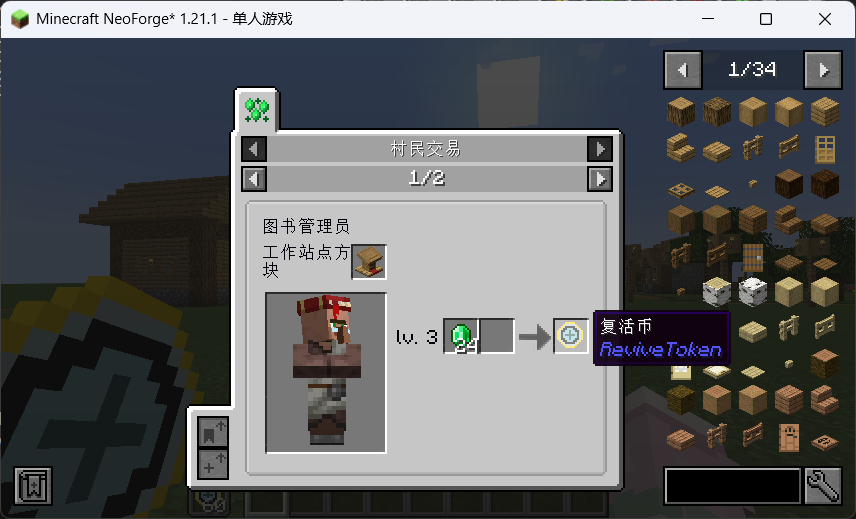 Minecraft NeoForge* 1.21.1 - 单人游戏
1/34
村民交易
1/2
图书管理员
工作站点方
块
lv. 3
24
复活币
ReviveToken